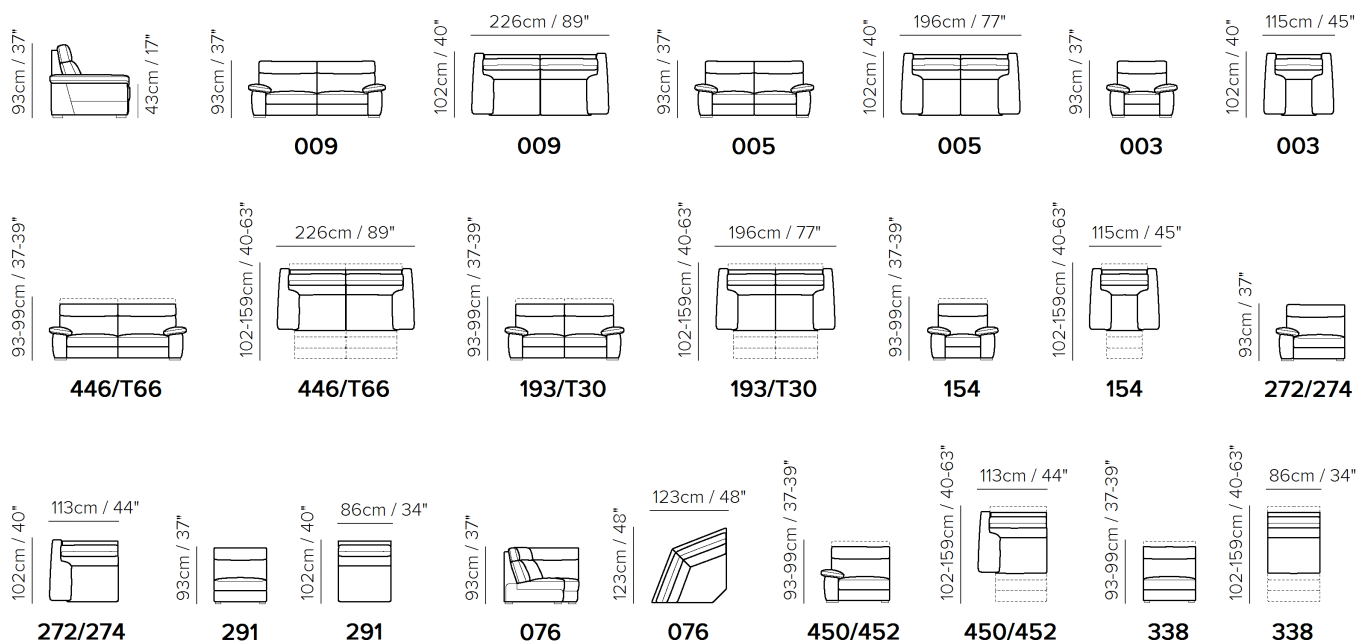 226cm / 89"
196cm / 77"
115cm / 45"
93cm / 37"
43cm / 17"
93cm / 37"
102cm / 40"
93cm / 37"
102cm / 40"
93cm / 37"
102cm / 40"
009
009
005
005
003
003
226cm / 89"
196cm / 77"
115cm / 45"
93-99cm / 37-39"
102-159cm / 40-63"
93-99cm / 37-39"
102-159cm / 40-63"
93-99cm / 37-39"
102-159cm / 40-63"
93cm / 37"
446/T66
446/T66
193/T30
193/T30
154
154
272/274
113cm / 44"
86cm / 34"
123cm / 48"
113cm / 44"
86cm / 34"
102cm / 40"
93cm / 37"
102cm / 40"
93cm / 37"
123cm / 48"
93-99cm / 37-39"
102-159cm / 40-63"
93-99cm / 37-39"
102-159cm / 40-63"
272/274
291
291
076
076
450/452
450/452
338
338